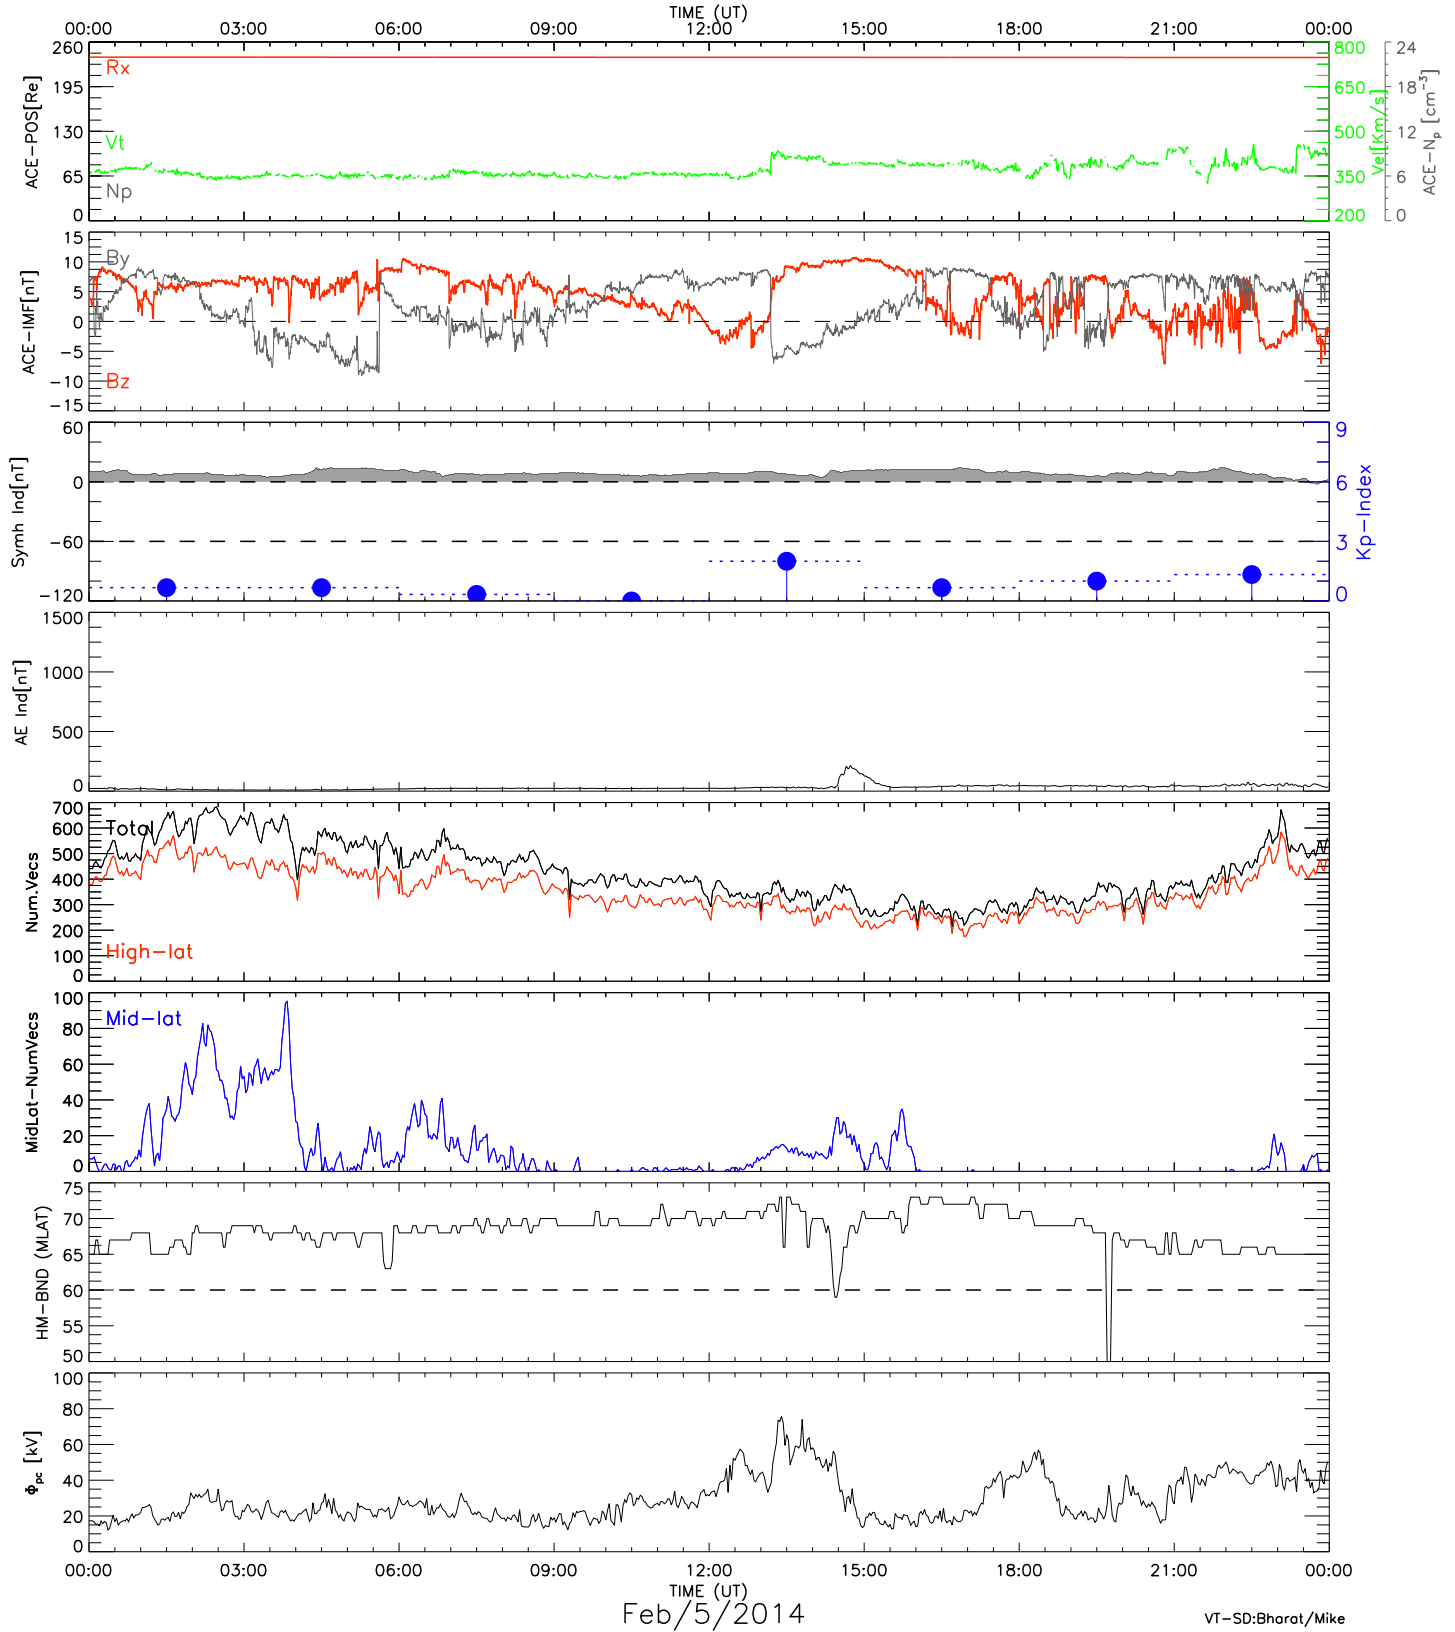 TIME (UT)
00:00 03:00 06:00 09:00 12:00 15:00 18:00 21:00 00:00
ACE-POS[Re]
260
195
130
65
0
Rx
Vt
Np
800
650
500
350
200
Vel[Km/s]
24
18
12
6
0
ACE-Np [cm-3]
ACE-IMF[nT]
15
10
5
0
-5
-10
-15
By
Bz
Symh Ind[nT]
60
0
-60
-120
9
6
3
0
Kp-Index
AE Ind[nT]
1500
1000
500
0
Num.Vecs
700
600
500
400
300
200
100
0
Total
High-lat
MidLat-NumVecs
100
80
60
40
20
0
Mid-lat
HM-BND (MLAT)
75
70
65
60
55
50
Φpc [kV]
100
80
60
40
20
0
00:00 03:00 06:00 09:00 12:00 15:00 18:00 21:00 00:00
TIME (UT)
Feb/5/2014
VT-SD:Bharat/Mike